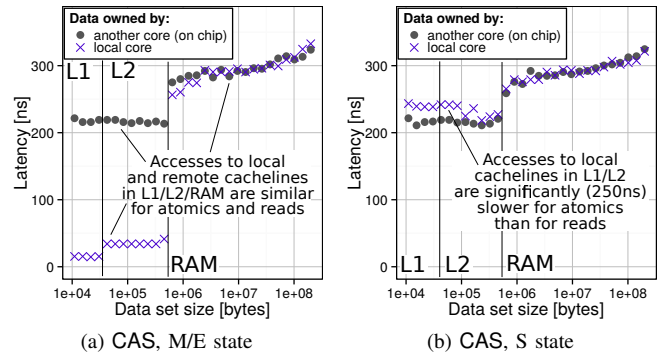 Data owned by:
another core (on chip)
local core
L1
L2
300
200
100
0
Latency [ns]
Accesses to local
and remote cachelines
in L1/L2/RAM are similar
for atomics and reads
RAM
1e+04
1e+05
1e+06
1e+07
1e+08
Data set size [bytes]
(a) CAS, M/E state
Data owned by:
another core (on chip)
local core
300
200
100
0
Latency [ns]
Accesses to local
cachelines in L1/L2
are significantly (250ns)
slower for atomics
than for reads
L1
L2
RAM
1e+04
1e+05
1e+06
1e+07
1e+08
Data set size [bytes]
(b) CAS, S state